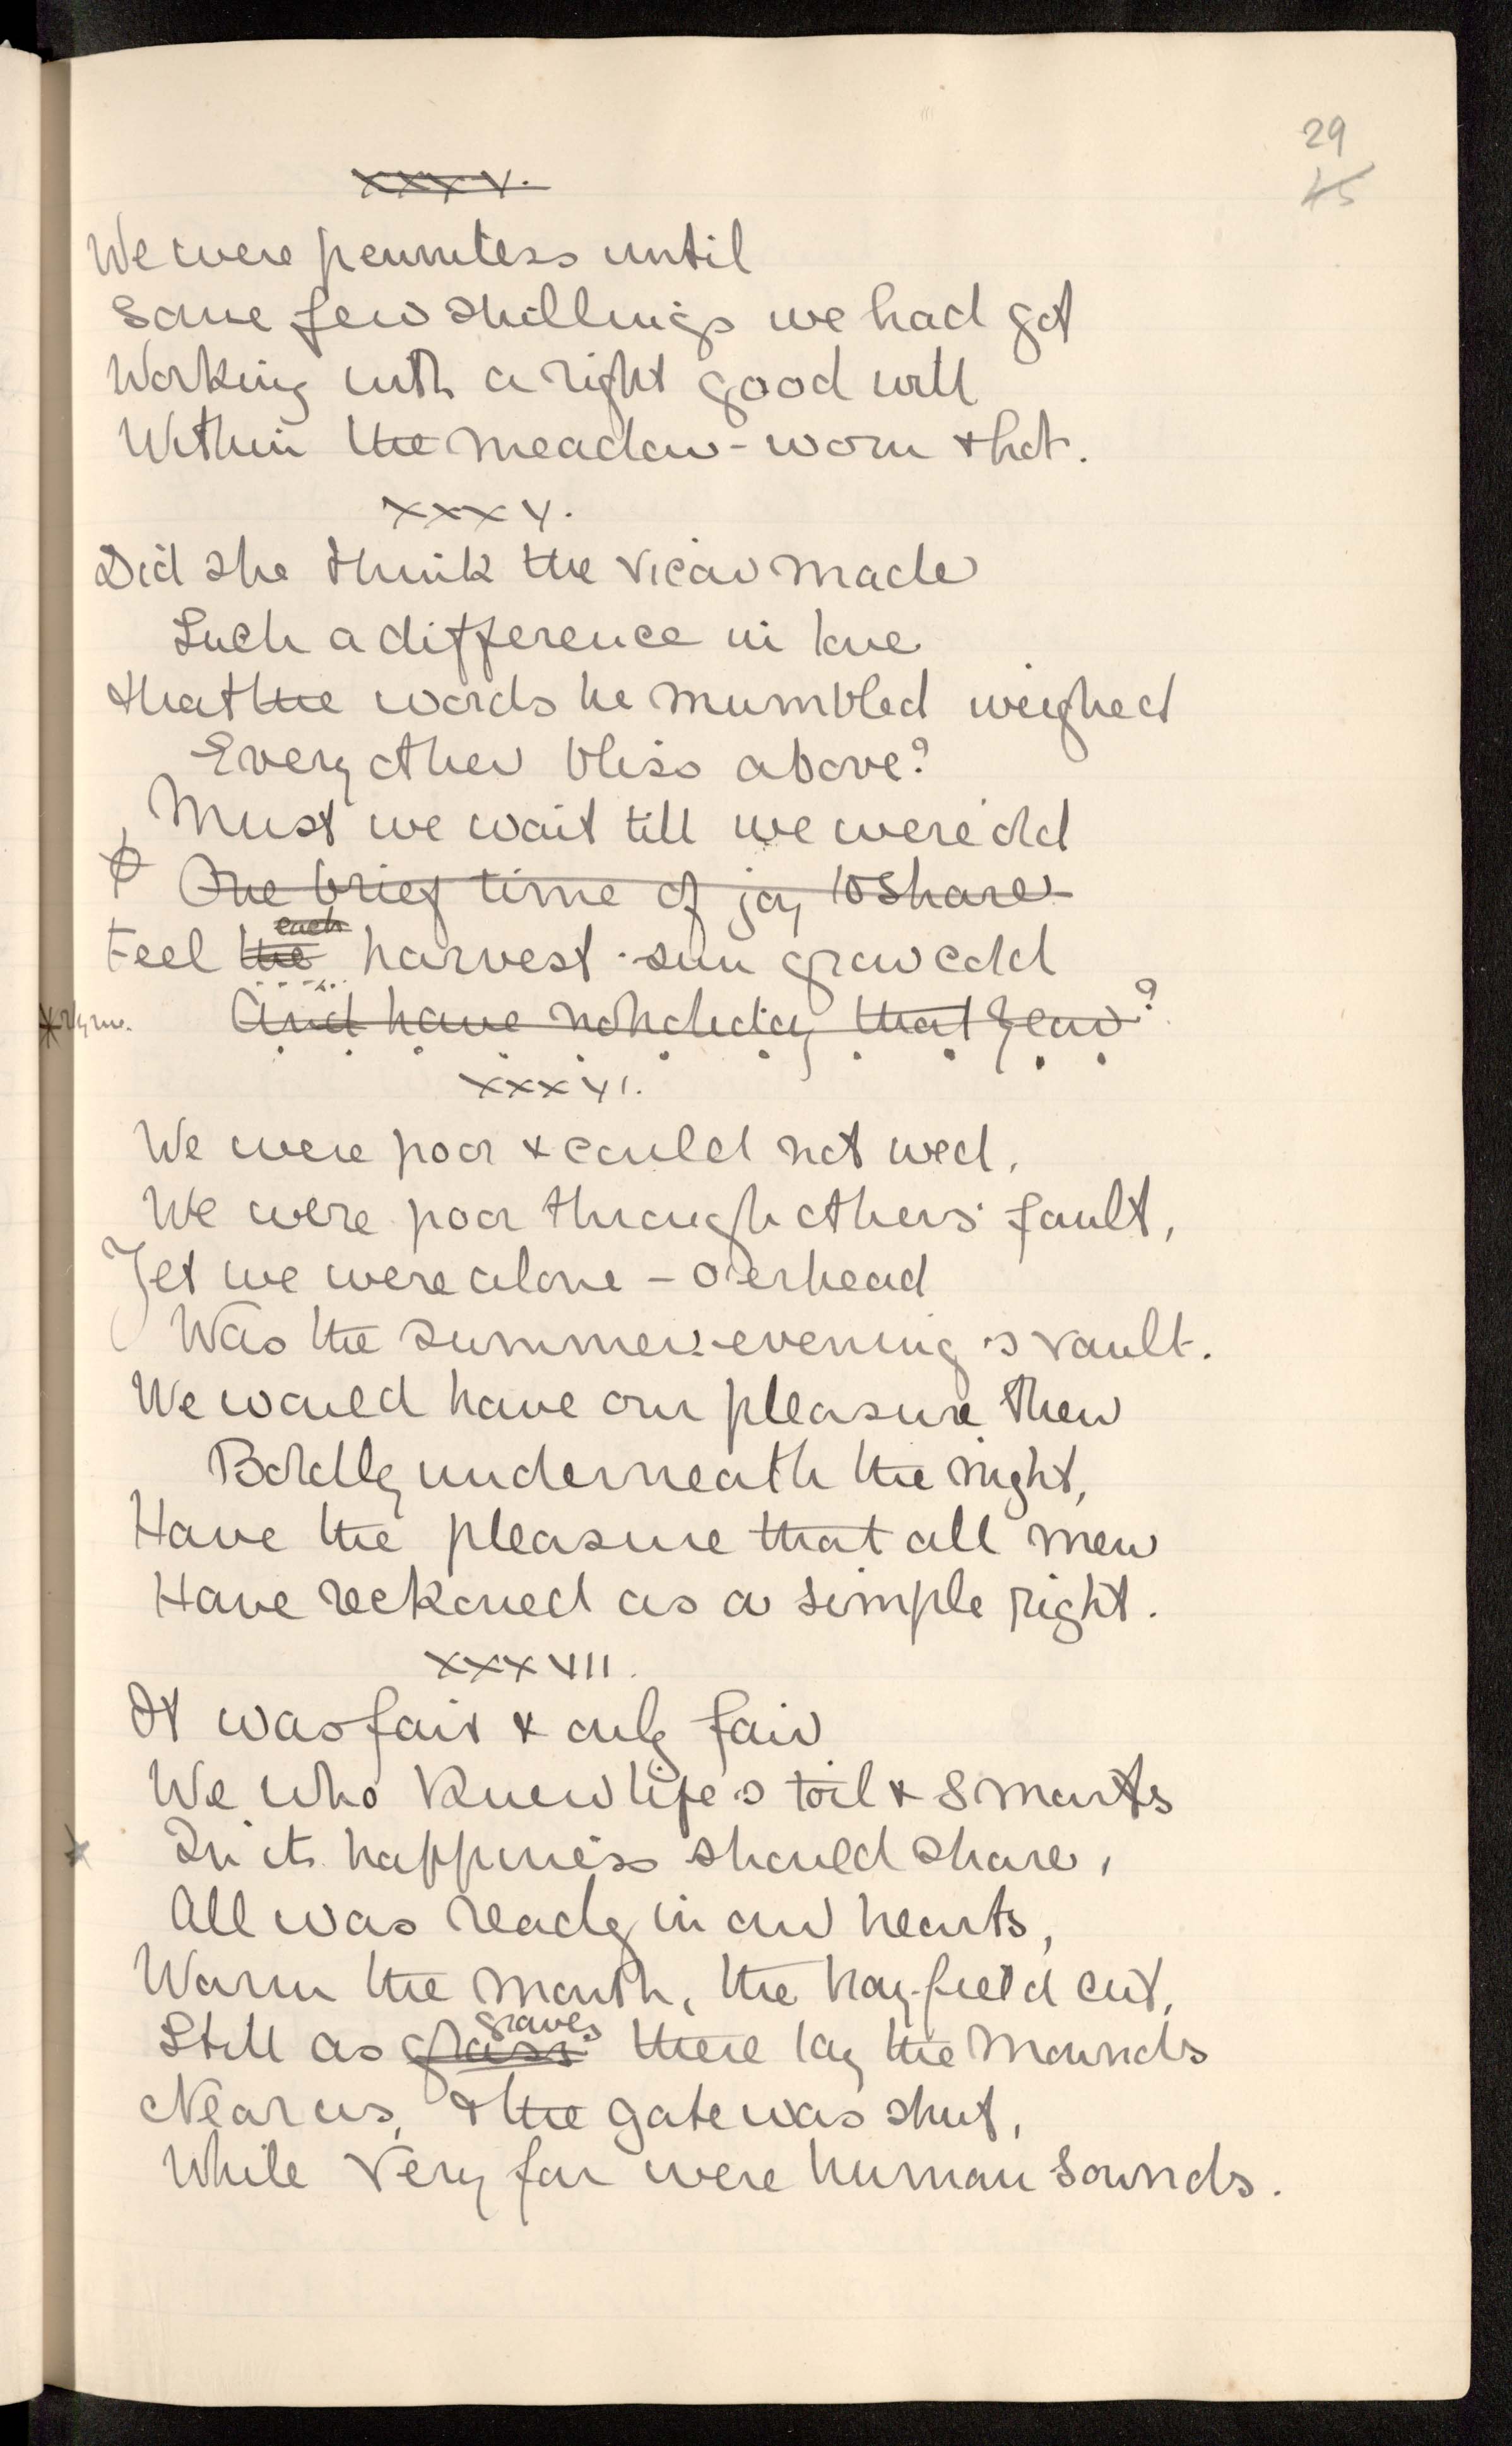 29
45
XXXV.
We were penniless until
Some few shillings we had got
Working with a right good will
Within the meadow-worn & hot.
XXXV.
Did she think the vicar made
Such a difference in love
that the words he mumbled weighed
Every other bliss above?
Must we wait till we were old
One brief time of joy to share
Feel the each harvest-sun grow cold
And have no holiday that year?
XXXVI.
We were poor & could not wed,
We were poor through others' fault,
Yet we were alone - o'erhead
Was the summer-evening's vault.
We would have our pleasure then
Boldly underneath the night,
Have the pleasure that all men
Have reckoned as a simple right.
XXXVII.
It was fair & only fair
We who knew life's toil & smarts
In its happiness should share,
All was ready in our hearts,
Warm the month, the hay-field cut,
graves
Still as grass there lay the mounds
Near us, & the gate was shut,
While very far were human sounds.